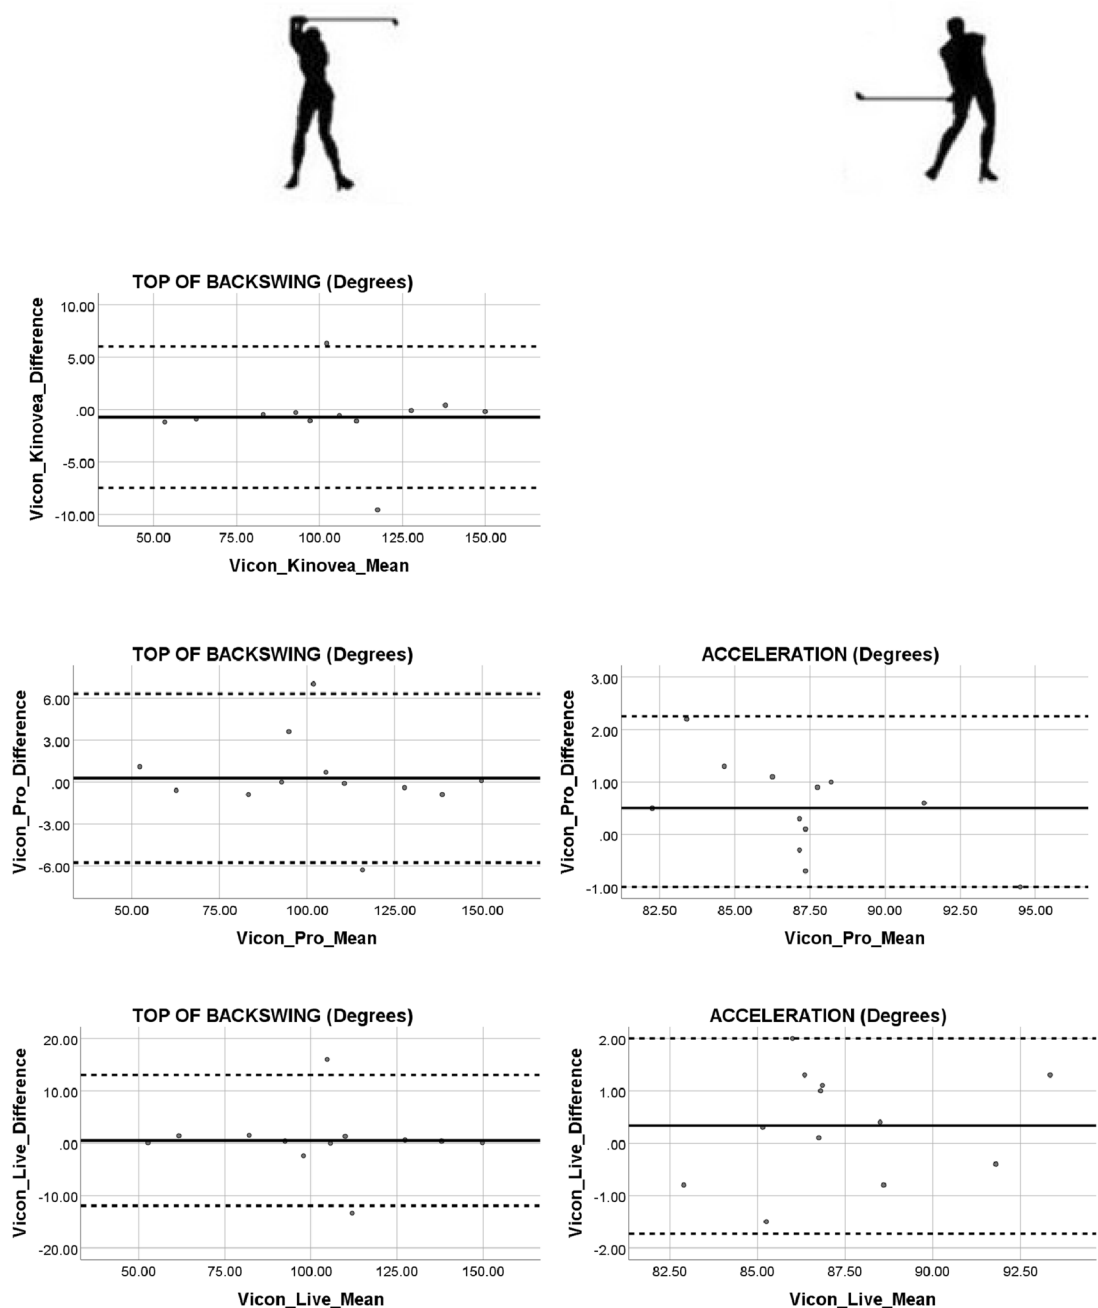 TOP OF BACKSWING (Degrees)
Vicon_Kinovea_Difference
10.00
5.00
.00
-5.00
-10.00
50.00 75.00 100.00 125.00 150.00
Vicon_Kinovea_Mean
TOP OF BACKSWING (Degrees)
Vicon_Pro_Difference
6.00
3.00
.00
-3.00
-6.00
50.00 75.00 100.00 125.00 150.00
Vicon_Pro_Mean
ACCELERATION (Degrees)
Vicon_Pro_Difference
3.00
2.00
1.00
.00
-1.00
82.50 85.00 87.50 90.00 92.50 95.00
Vicon_Pro_Mean
TOP OF BACKSWING (Degrees)
Vicon_Live_Difference
20.00
10.00
.00
-10.00
-20.00
50.00 75.00 100.00 125.00 150.00
Vicon_Live_Mean
ACCELERATION (Degrees)
Vicon_Live_Difference
2.00
1.00
.00
-1.00
-2.00
82.50 85.00 87.50 90.00 92.50
Vicon_Live_Mean